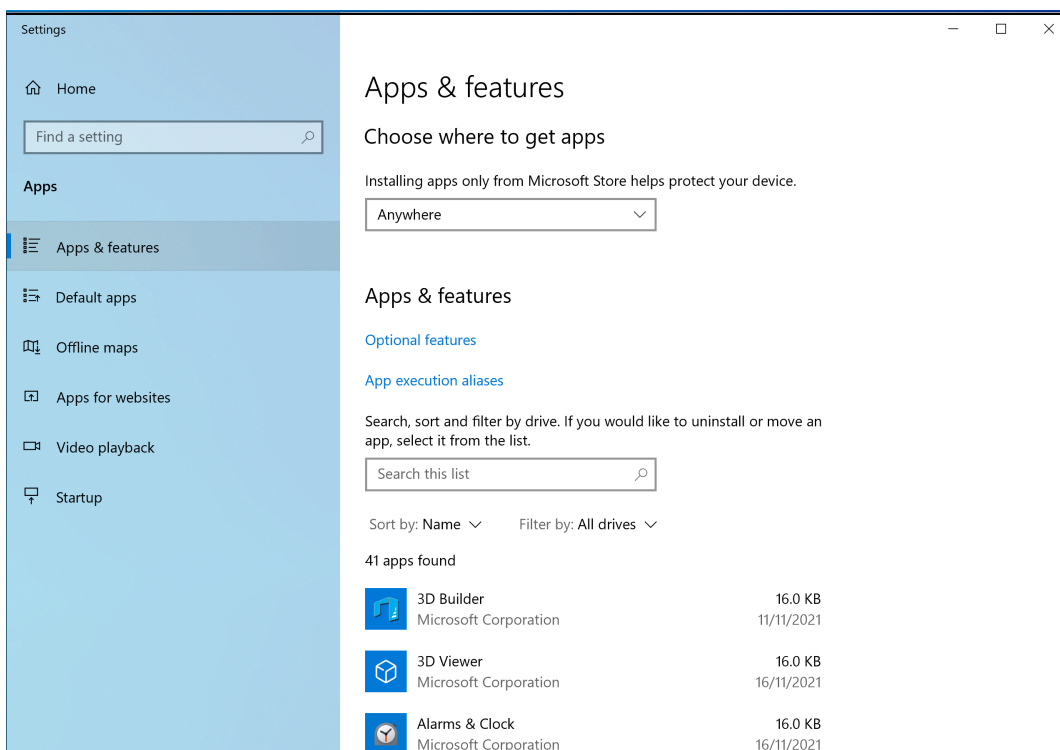 Settings
Home
Find a setting
Apps
Apps & features
Default apps
Offline maps
Apps for websites
Video playback
Startup
Apps & features
Choose where to get apps
Installing apps only from Microsoft Store helps protect your device.
Anywhere
Apps & features
Optional features
App execution aliases
Search, sort and filter by drive. If you would like to uninstall or move an
app, select it from the list.
Search this list
Sort by: Name Filter by: All drives
41 apps found
3D Builder 16.0 KB
Microsoft Corporation 11/11/2021
3D Viewer 16.0 KB
Microsoft Corporation 16/11/2021
Alarms & Clock 16.0 KB
Microsoft Corporation 16/11/2021